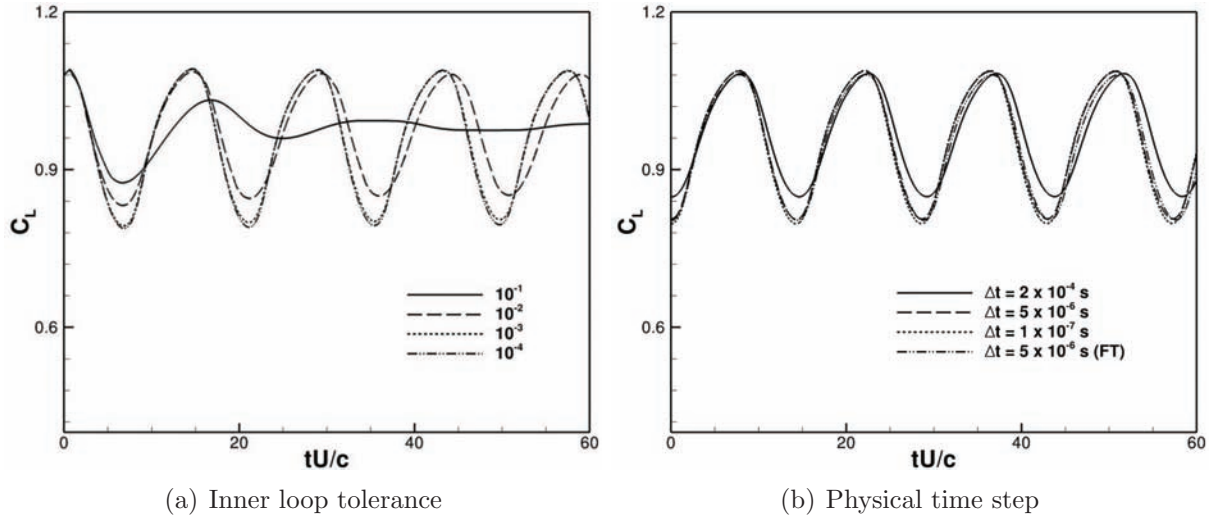 1.2
0.9
C_L
0.6
10⁻¹
10⁻²
10⁻³
10⁻⁴
0
20
40
60
tU/c
(a) Inner loop tolerance
1.2
0.9
C_L
0.6
Δt = 2 x 10⁻⁴ s
Δt = 5 x 10⁻⁶ s
Δt = 1 x 10⁻⁷ s
Δt = 5 x 10⁻⁶ s (FT)
0
20
40
60
tU/c
(b) Physical time step